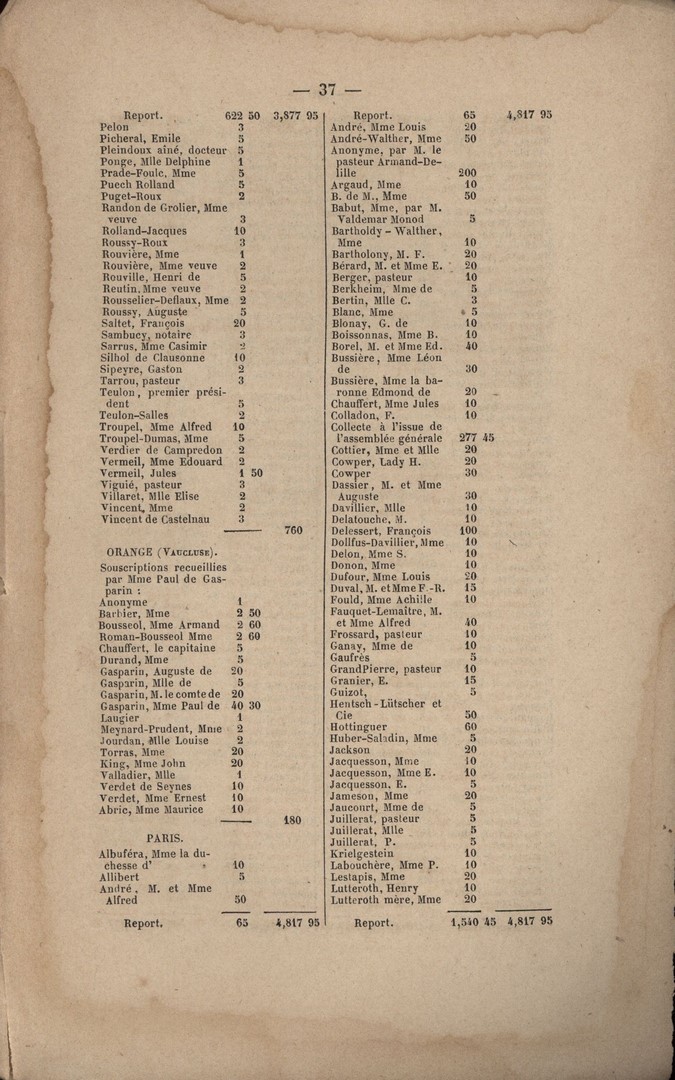 — 37 —
Report. 622 50 3,877 95
Pelon 3
Picheral, Emile 5
Pleindoux aîné, docteur 5
Ponge, Mlle Delphine 1
Prade-Foulc, Mme 5
Puech Rolland 5
Puget-Roux 2
Randon de Grolier, Mme
veuve 3
Rolland-Jacques 10
Roussy-Roux 3
Rouvière, Mme 1
Rouvière, Mme veuve 2
Rouville, Henri de 5
Reutin, Mme veuve 2
Rousselier-Deflaux, Mme 2
Roussy, Auguste 5
Saltet, François 20
Sambucy, notaire 3
Sarrus, Mme Casimir 2
Silhol de Clausonne 10
Sipeyre, Gaston 2
Tarrou, pasteur 3
Teulon, premier prési-
dent 5
Teulon-Salles 2
Troupel, Mme Alfred 10
Troupel-Dumas, Mme 5
Verdier de Campredon 2
Vermeil, Mme Edouard 2
Vermeil, Jules 1 50
Viguié, pasteur 3
Villaret, Mlle Elise 2
Vincent, Mme 2
Vincent de Castelnau 3
760
ORANGE (VAUCLUSE).
Souscriptions recueillies
par Mme Paul de Gas-
parin :
Anonyme 1
Barbier, Mme 2 50
Bousseol, Mme Armand 2 60
Roman-Bousseol Mme 2 60
Chauffert, le capitaine 5
Durand, Mme 5
Gasparin, Auguste de 20
Gasparin, Mlle de 5
Gasparin, M. le comte de 20
Gasparin, Mme Paul de 40 30
Laugier 1
Meynard-Prudent, Mme 2
Jourdan, Mlle Louise 2
Torras, Mme 20
King, Mme John 20
Valladier, Mlle 1
Verdet de Seynes 10
Verdet, Mme Ernest 10
Abric, Mme Maurice 10
180
PARIS.
Albuféra, Mme la du-
chesse d' 10
Allibert 5
André, M. et Mme
Alfred 50
Report. 65 4,817 95
Report. 65 4,817 95
André, Mme Louis 20
André-Walther, Mme 50
Anonyme, par M. le
pasteur Armand-De-
lille 200
Argaud, Mme 10
B. de M., Mme 50
Babut, Mme, par M.
Valdemar Monod 5
Bartholdy-Walther,
Mme 10
Bartholony, M. F. 20
Bérard, M. et Mme E. 20
Berger, pasteur 10
Berkheim, Mme de 5
Bertin, Mlle C. 3
Blanc, Mme 5
Blonay, G. de 10
Boissonnas, Mme B. 10
Borel, M. et Mme Ed. 40
Bussière, Mme Léon
de 30
Bussière, Mme la ba-
ronne Edmond de 20
Chauffert, Mme Jules 10
Colladon, F. 10
Collecte à l'issue de
l'assemblée générale 277 45
Cottier, Mme et Mlle 20
Cowper, Lady H. 20
Cowper 30
Dassier, M. et Mme
Auguste 30
Davillier, Mlle 10
Delatouche, M. 10
Delessert, François 100
Dollfus-Davillier, Mme 10
Delon, Mme S. 10
Donon, Mme 10
Dufour, Mme Louis 20
Duval, M. et Mme F.-R. 15
Fould, Mme Achille 10
Fauquet-Lemaître, M.
et Mme Alfred 40
Frossard, pasteur 10
Ganay, Mme de 10
Gaufrès 5
GrandPierre, pasteur 10
Granier, E. 15
Guizot, 5
Hentsch-Lütscher et
Cie 50
Hottinguer 60
Huber-Saladin, Mme 5
Jackson 20
Jacquesson, Mme 10
Jacquesson, Mme E. 10
Jacquesson, E. 5
Jameson, Mme 20
Jaucourt, Mme de 5
Juillerat, pasteur 5
Juillerat, Mlle 5
Juillerat, P. 5
Krielgestein 10
Labouchère, Mme P. 10
Lestapis, Mme 20
Lutteroth, Henry 10
Lutteroth mère, Mme 20
Report. 1,540 45 4,817 95